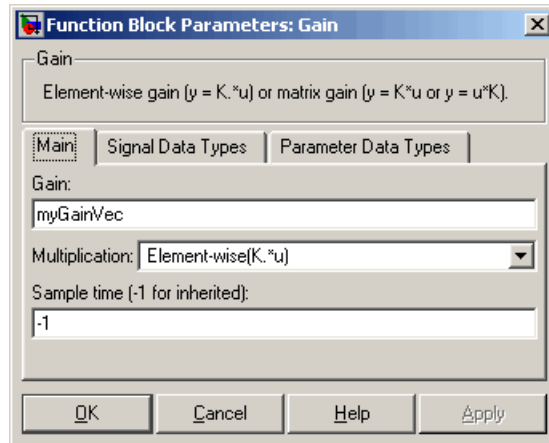 Function Block Parameters: Gain
Gain
Element-wise gain (y = K.*u) or matrix gain (y = K*u or y = u*K).
Main Signal Data Types Parameter Data Types
Gain:
myGainVec
Multiplication: Element-wise(K.*u)
Sample time (-1 for inherited):
-1
OK Cancel Help Apply